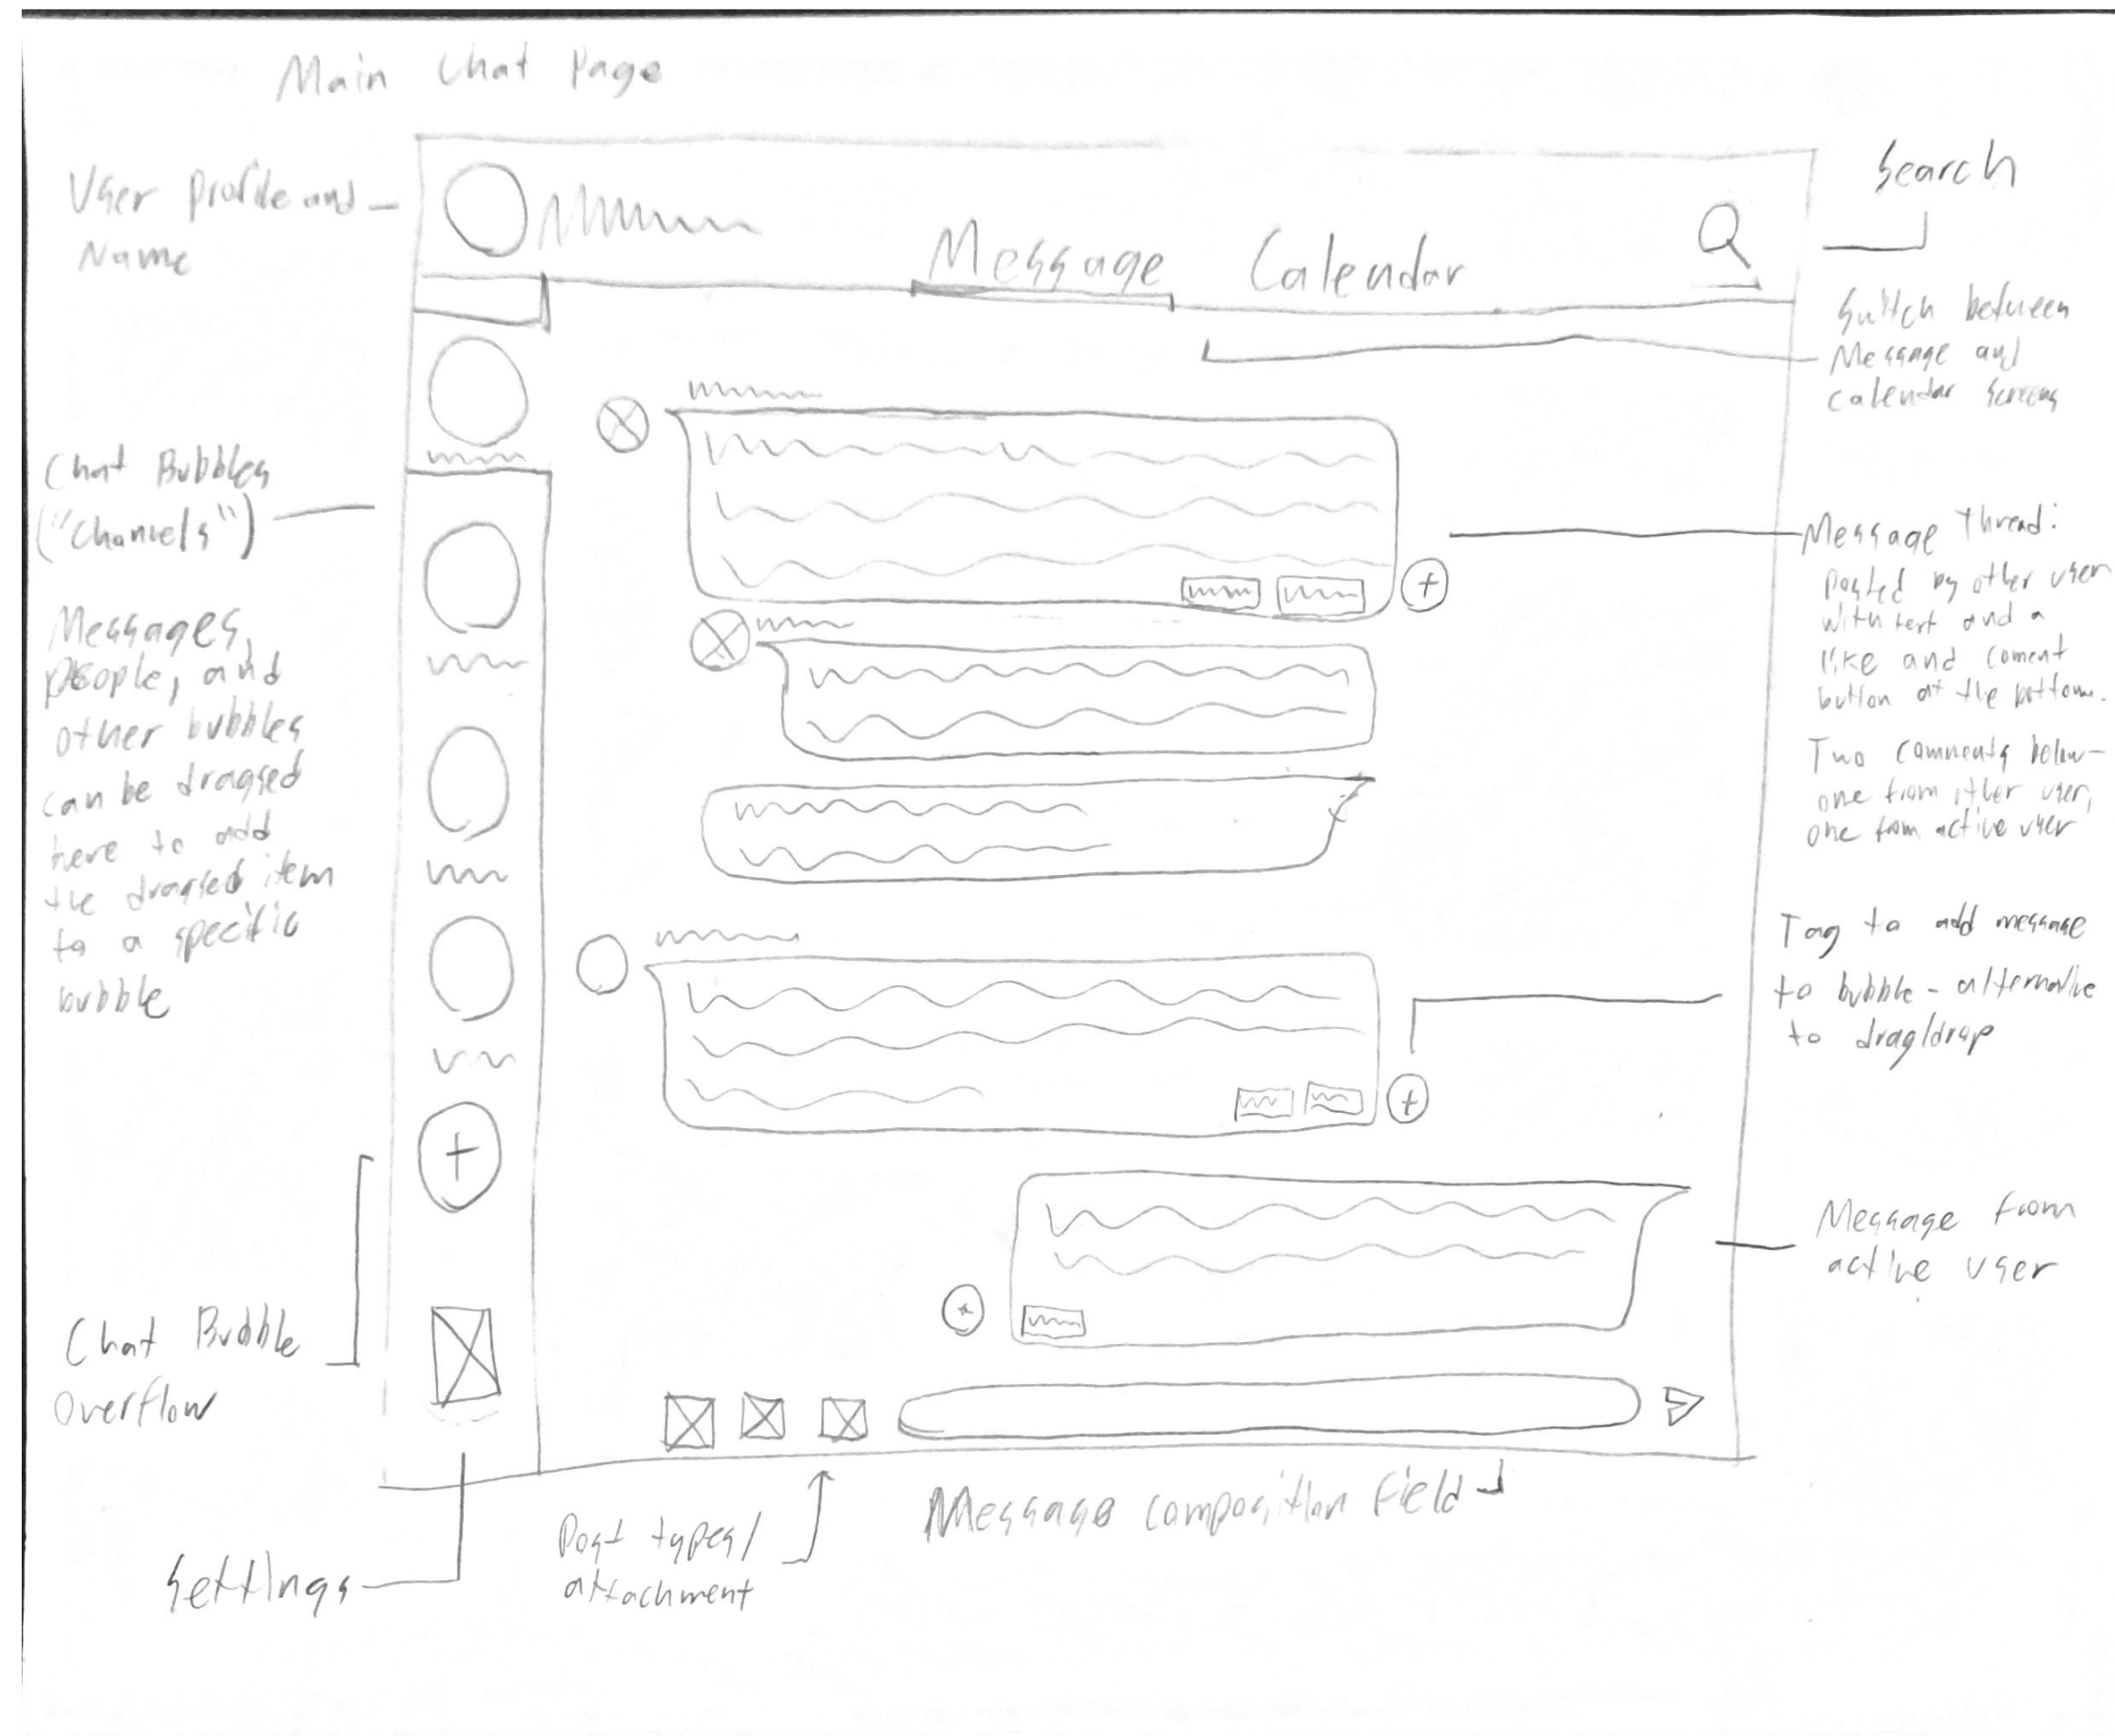 Main Chat Page
User Profile and
Name
Message Calendar
Search
Switch between
Message and
calendar screens
Chat Bubbles
("Channels")
Messages,
people, and
other bubbles
can be dragged
here to add
the dragged item
to a specific
bubble
Message Thread:
posted by other user
with text and a
like and coment
button at the bottom.
Two comments below-
one from other user,
one from active user
Tag to add message
to bubble - alternative
to drag/drop
Message from
active user
Chat Bubble
Overflow
Settings
Post types/
attachment
Message composition Field